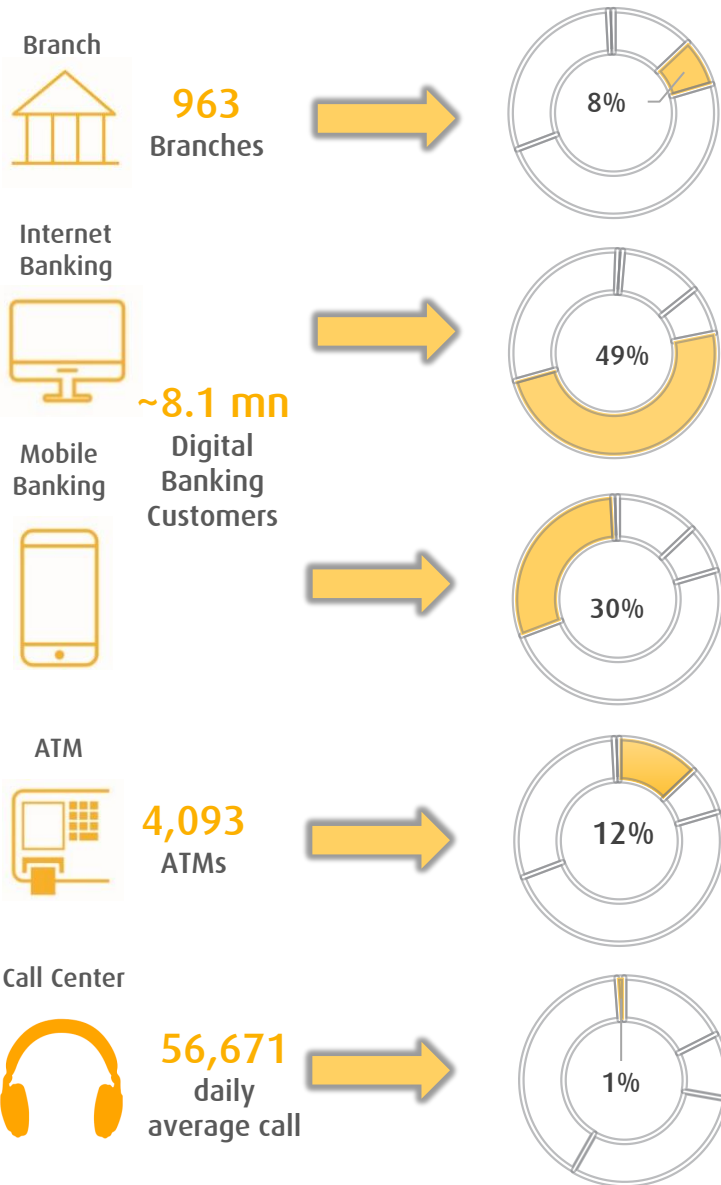 Branch
963
Branches
8%
Internet
Banking
49%
~8.1 mn
Digital
Banking
Customers
Mobile
Banking
30%
ATM
4,093
ATMs
12%
Call Center
56,671
daily
average call
1%